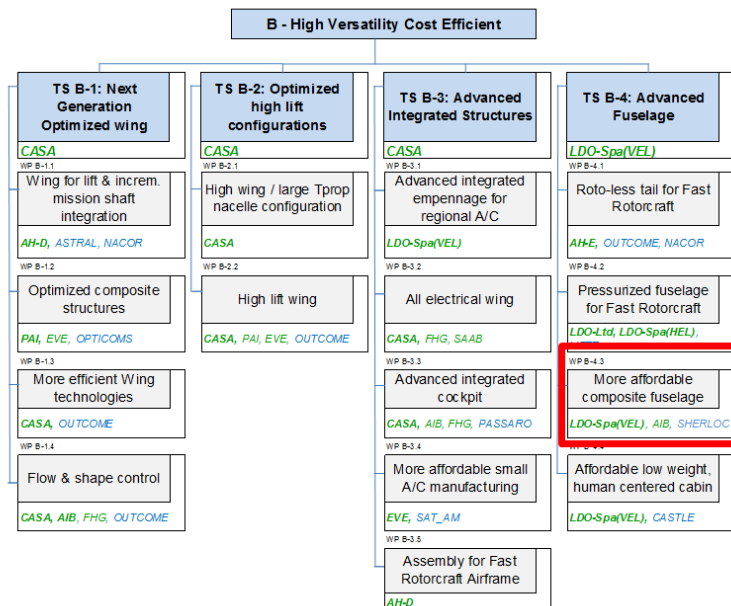 B - High Versatility Cost Efficient
TS B-1: Next
Generation
Optimized wing
CASA
WP B-1.1
Wing for lift & increm.
mission shaft
integration
AH-D, ASTRAL, NACOR
WP B-1.2
Optimized composite
structures
PAI, EVE, OPTICOMS
WP B-1.3
More efficient Wing
technologies
CASA, OUTCOME
WP B-1.4
Flow & shape control
CASA, AIB, FHG, OUTCOME
TS B-2: Optimized
high lift
configurations
CASA
WP B-2.1
High wing / large Tprop
nacelle configuration
CASA
WP B-2.2
High lift wing
CASA, PAI, EVE, OUTCOME
TS B-3: Advanced
Integrated Structures
CASA
WP B-3.1
Advanced integrated
empennage for
regional A/C
LDO-Spa(VEL)
WP B-3.2
All electrical wing
CASA, FHG, SAAB
WP B-3.3
Advanced integrated
cockpit
CASA, AIB, FHG, PASSARO
WP B-3.4
More affordable small
A/C manufacturing
EVE, SAT_AM
WP B-3.5
Assembly for Fast
Rotorcraft Airframe
AH-D
TS B-4: Advanced
Fuselage
LDO-Spa(VEL)
WP B-4.1
Roto-less tail for Fast
Rotorcraft
AH-E, OUTCOME, NACOR
WP B-4.2
Pressurized fuselage
for Fast Rotorcraft
LDO-Ltd, LDO-Spa(HEL),
WP B-4.3
More affordable
composite fuselage
LDO-Spa(VEL), AIB, SHERLOC
Affordable low weight,
human centered cabin
LDO-Spa(VEL), CASTLE